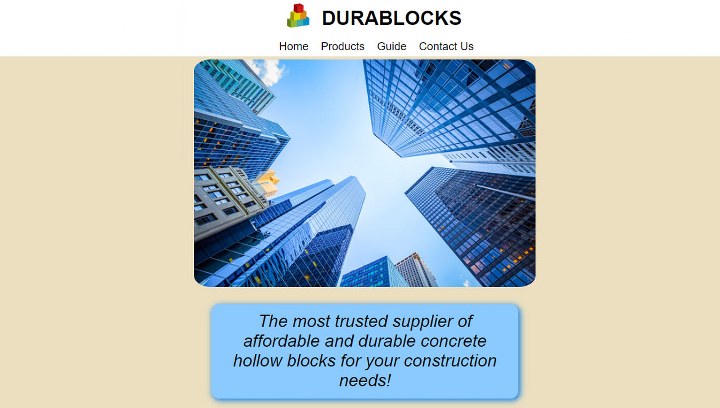 DURABLOCKS
Home Products Guide Contact Us
The most trusted supplier of
affordable and durable concrete
hollow blocks for your construction
needs!